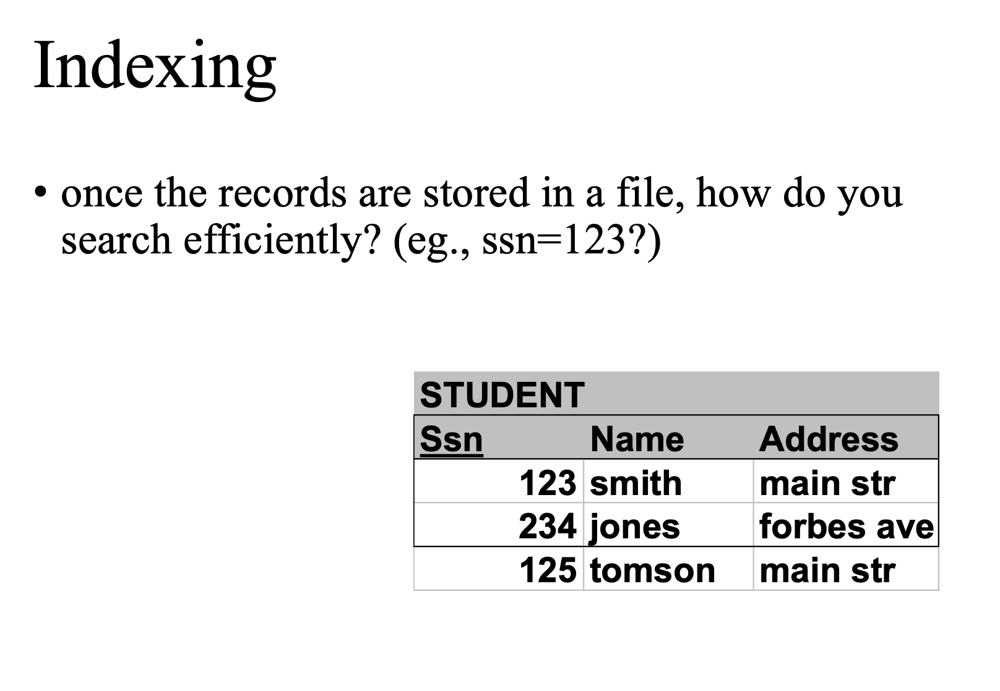 Indexing
• once the records are stored in a file, how do you
search efficiently? (eg., ssn=123?)
STUDENT
Ssn Name Address
123 smith main str
234 jones forbes ave
125 tomson main str